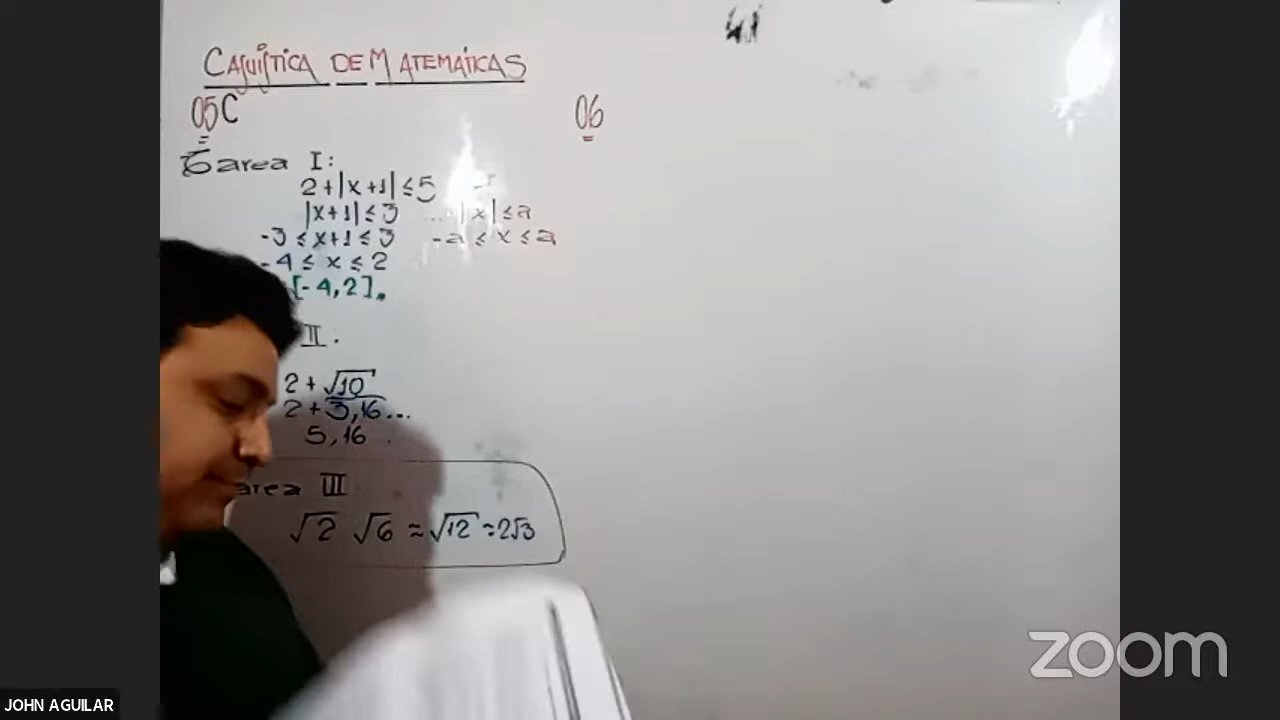 CASUÍSTICA DE MATEMÁTICAS
05C
Tarea I:
2+|x+1| ≤ 5
|x+1| ≤ 3 ... |x| ≤ a
-3 ≤ x+1 ≤ 3 -a ≤ x ≤ a
-4 ≤ x ≤ 2
[-4,2]
II.
2 + √10
2 + 3,16...
5,16
area III
√2 √6 ≈ √12 ≈ 2√3
06
zoom
JOHN AGUILAR